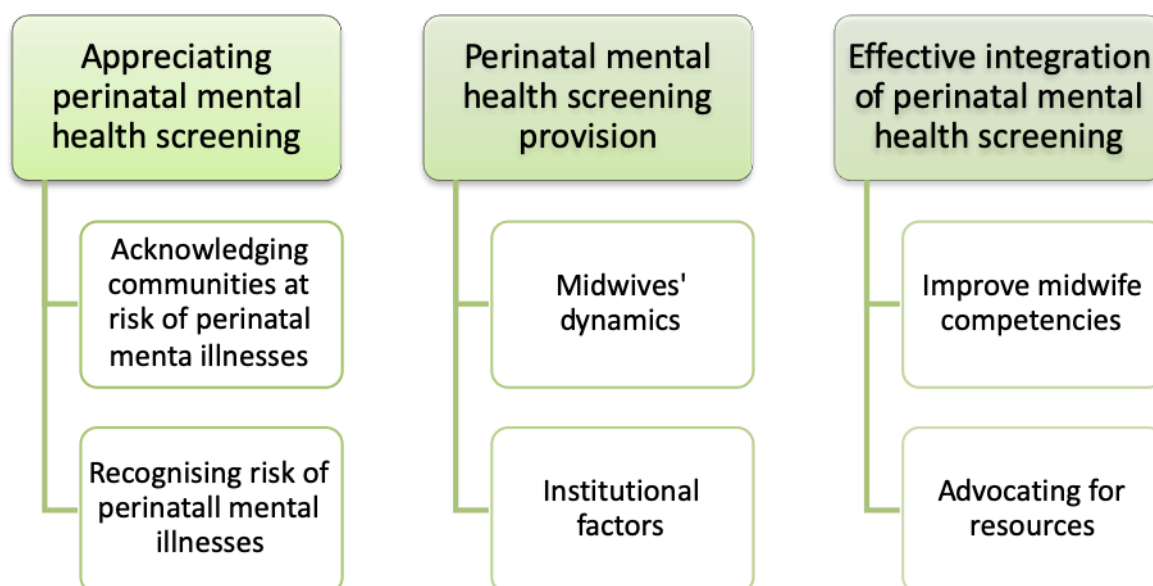 Appreciating
perinatal mental
health screening
Acknowledging
communities at
risk of perinatal
menta illnesses
Recognising risk of
perinatall mental
illnesses
Perinatal mental
health screening
provision
Midwives'
dynamics
Institutional
factors
Effective integration
of perinatal mental
health screening
Improve midwife
competencies
Advocating for
resources